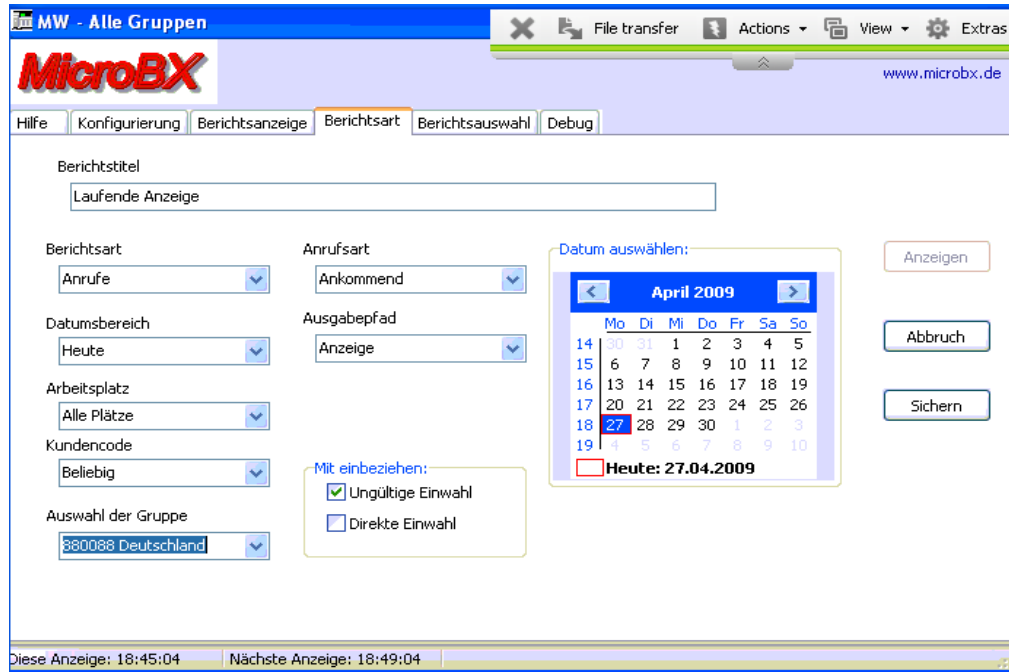 MW - Alle Gruppen
File transfer Actions View Extras
MicroBX
www.microbx.de
Hilfe Konfigurierung Berichtsanzeige Berichtsart Berichtsauswahl Debug
Berichtstitel
Laufende Anzeige
Berichtsart
Anrufe
Datumsbereich
Heute
Arbeitsplatz
Alle Plätze
Kundencode
Beliebig
Auswahl der Gruppe
880088 Deutschland
Anrufsart
Ankommend
Ausgabepfad
Anzeige
Mit einbeziehen:
Ungültige Einwahl
Direkte Einwahl
Datum auswählen:
April 2009
Mo Di Mi Do Fr Sa So
14 30 31 1 2 3 4 5
15 6 7 8 9 10 11 12
16 13 14 15 16 17 18 19
17 20 21 22 23 24 25 26
18 27 28 29 30 1 2 3
19 4 5 6 7 8 9 10
Heute: 27.04.2009
Anzeigen
Abbruch
Sichern
Diese Anzeige: 18:45:04 Nächste Anzeige: 18:49:04